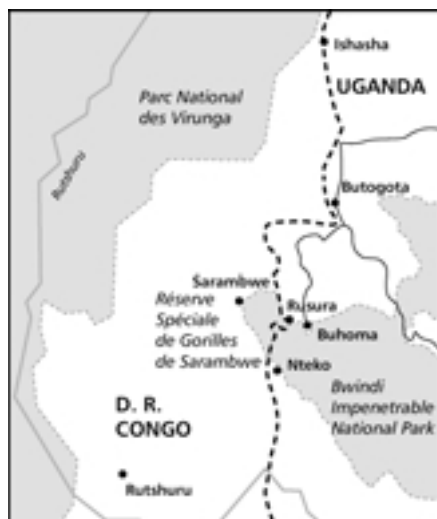 Ishasha
UGANDA
Parc National
des Virunga
Rutshuru
Butogota
Sarambwe
Réserve
Spéciale
de Gorilles
de Sarambwe
Rusura
Buhoma
Nteko
Bwindi
Impenetrable
National Park
D. R.
CONGO
Rutshuru